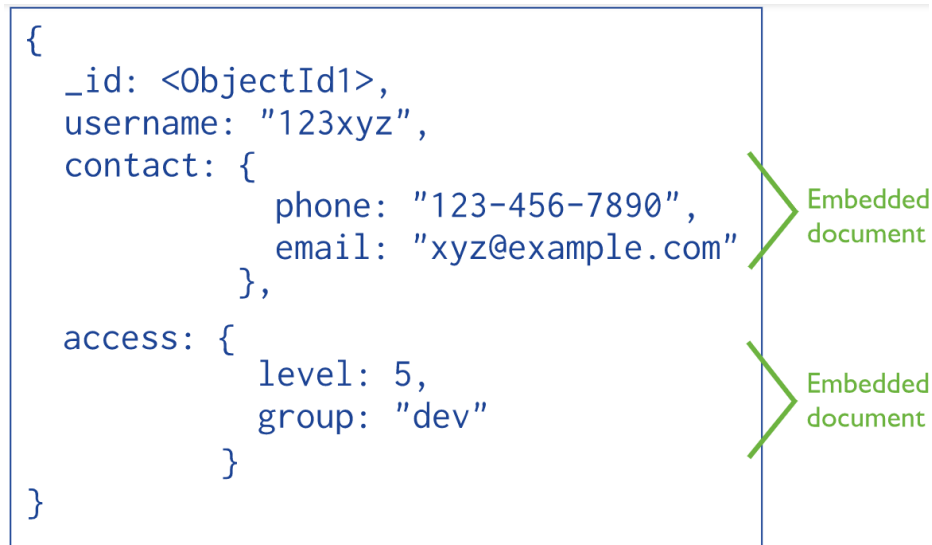 {
_id: <ObjectId1>,
username: "123xyz",
contact: {
phone: "123-456-7890",
email: "xyz@example.com"
},
Embedded
document
access: {
level: 5,
group: "dev"
}
Embedded
document
}